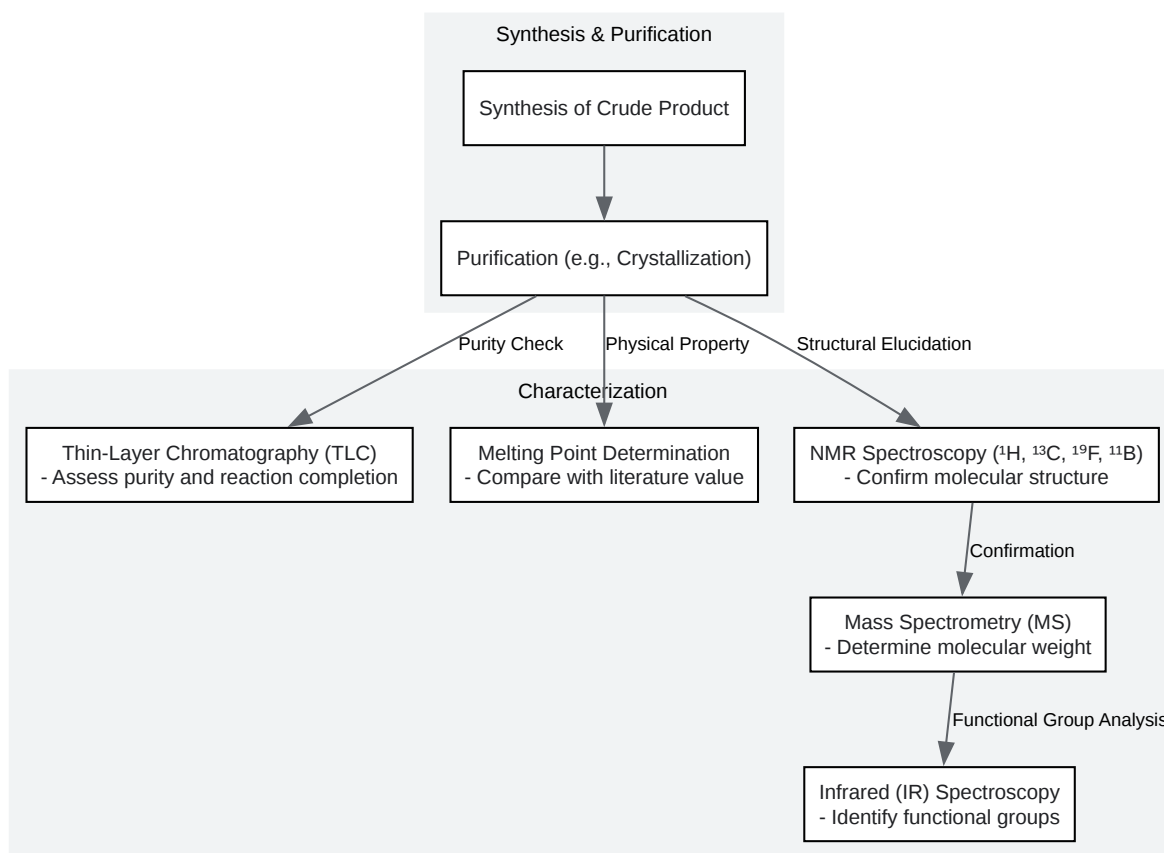 Synthesis & Purification
Synthesis of Crude Product
Purification (e.g., Crystallization)
Purity Check
Physical Property
Structural Elucidation
Characterization
Thin-Layer Chromatography (TLC)
- Assess purity and reaction completion
Melting Point Determination
- Compare with literature value
NMR Spectroscopy (¹H, ¹³C, ¹⁹F, ¹¹B)
- Confirm molecular structure
Confirmation
Mass Spectrometry (MS)
- Determine molecular weight
Functional Group Analysis
Infrared (IR) Spectroscopy
- Identify functional groups